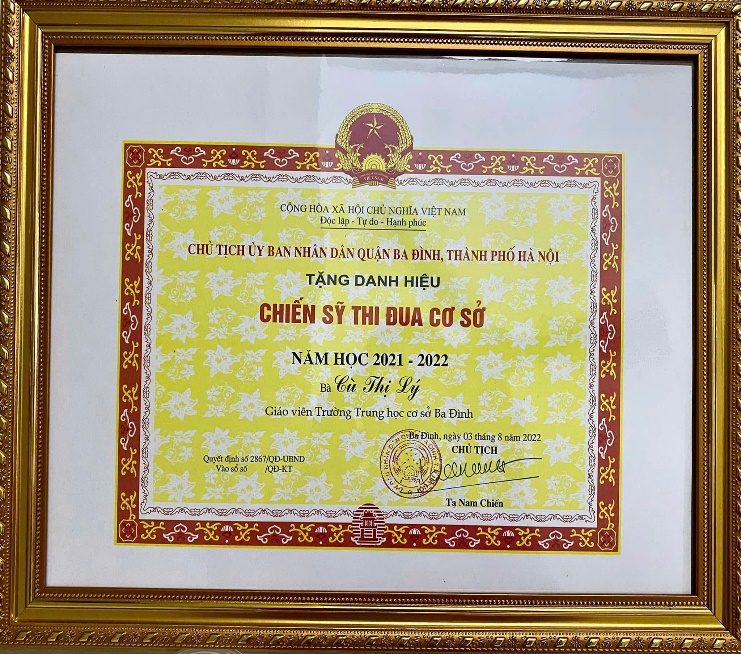 CỘNG HÒA XÃ HỘI CHỦ NGHĨA VIỆT NAM
Độc lập - Tự do - Hạnh phúc
CHỦ TỊCH ỦY BAN NHÂN DÂN QUẬN BA ĐÌNH, THÀNH PHỐ HÀ NỘI
TẶNG DANH HIỆU
CHIẾN SỸ THI ĐUA CƠ SỞ
NĂM HỌC 2021 - 2022
Bà Cù Thị Lý
Giáo viên Trường Trung học cơ sở Ba Đình
Ba Đình, ngày 03 tháng 8 năm 2022
CHỦ TỊCH
Quyết định số 2867/QĐ-UBND
Vào sổ số /QĐ-KT
Tạ Nam Chiến